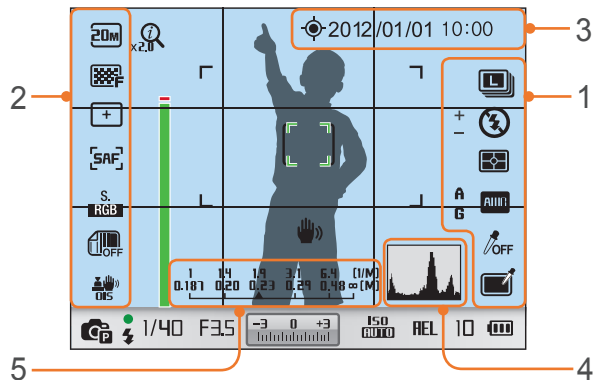 3
2012/01/01 10:00
20M
x2.0
F
2
1
L
+
−
+
SAF
S.
RGB
A
G
AWB
OFF
OFF
OIS
1 1.4 1.9 3.1 6.4 [1/M]
0.187 0.20 0.23 0.29 0.48 ∞ [M]
P
1/40 F3.5 −3 0 +3 ISO AUTO AEL 10
5
4